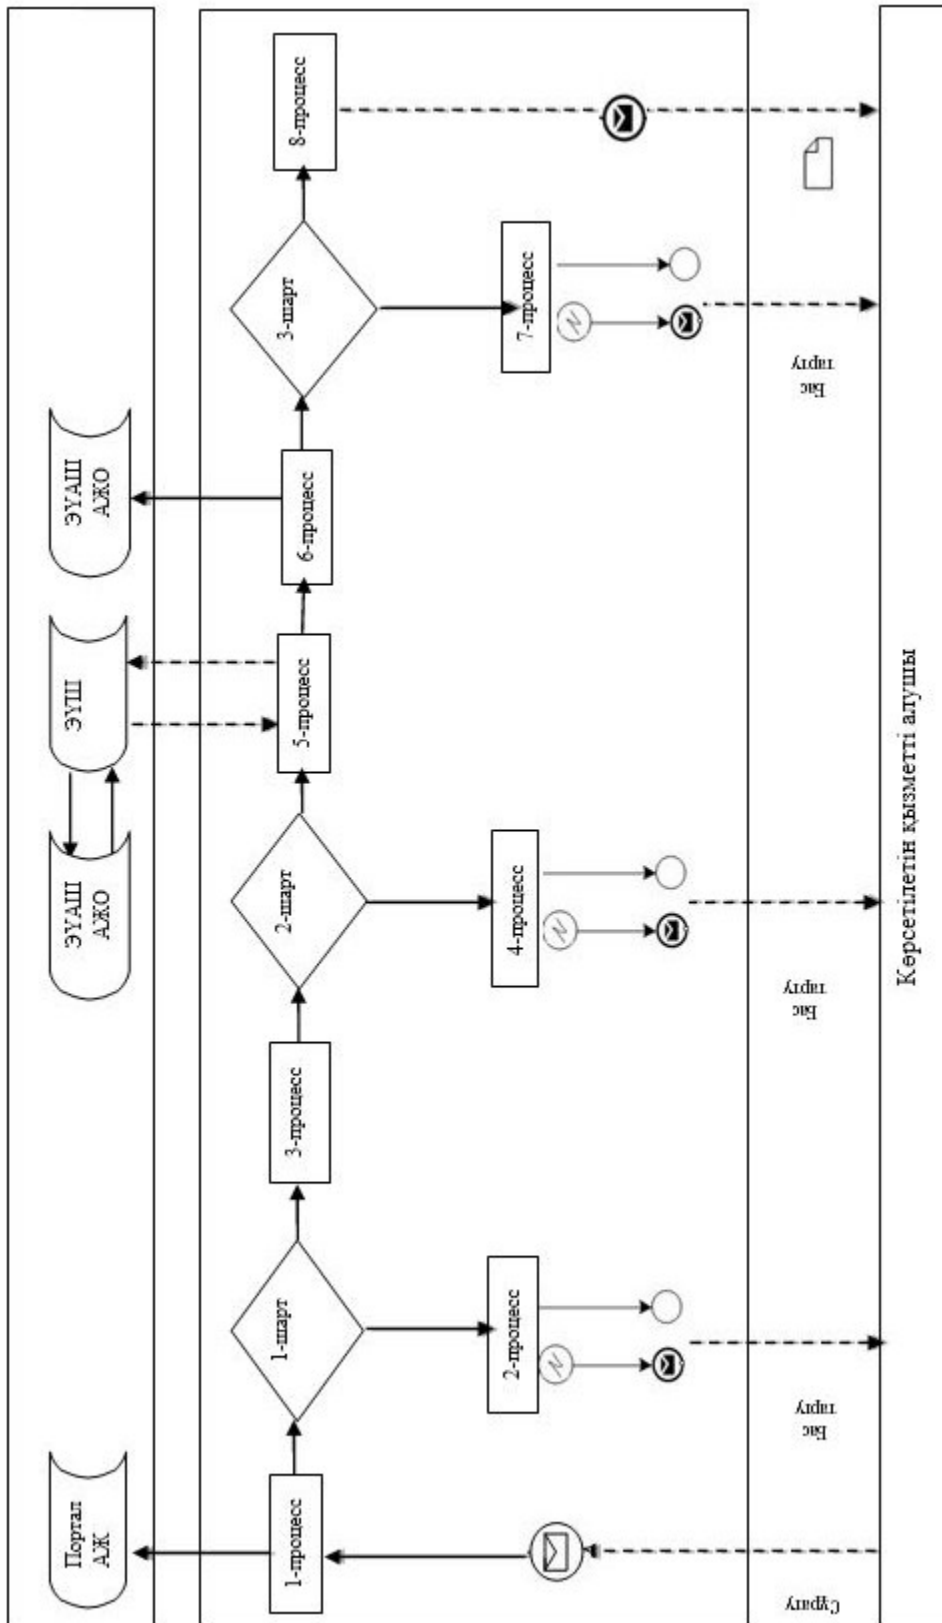 Портал
АЖ
ЭҮАШ
АЖО
ЭҮШ
ЭҮАШ
АЖО
1-процесс
1-шарт
3-процесс
2-шарт
5-процесс
6-процесс
3-шарт
8-процесс
2-процесс
4-процесс
7-процесс
Сұрату
Бас
тарту
Бас
тарту
Бас
тарту
Көрсетілетін қызметті алушы